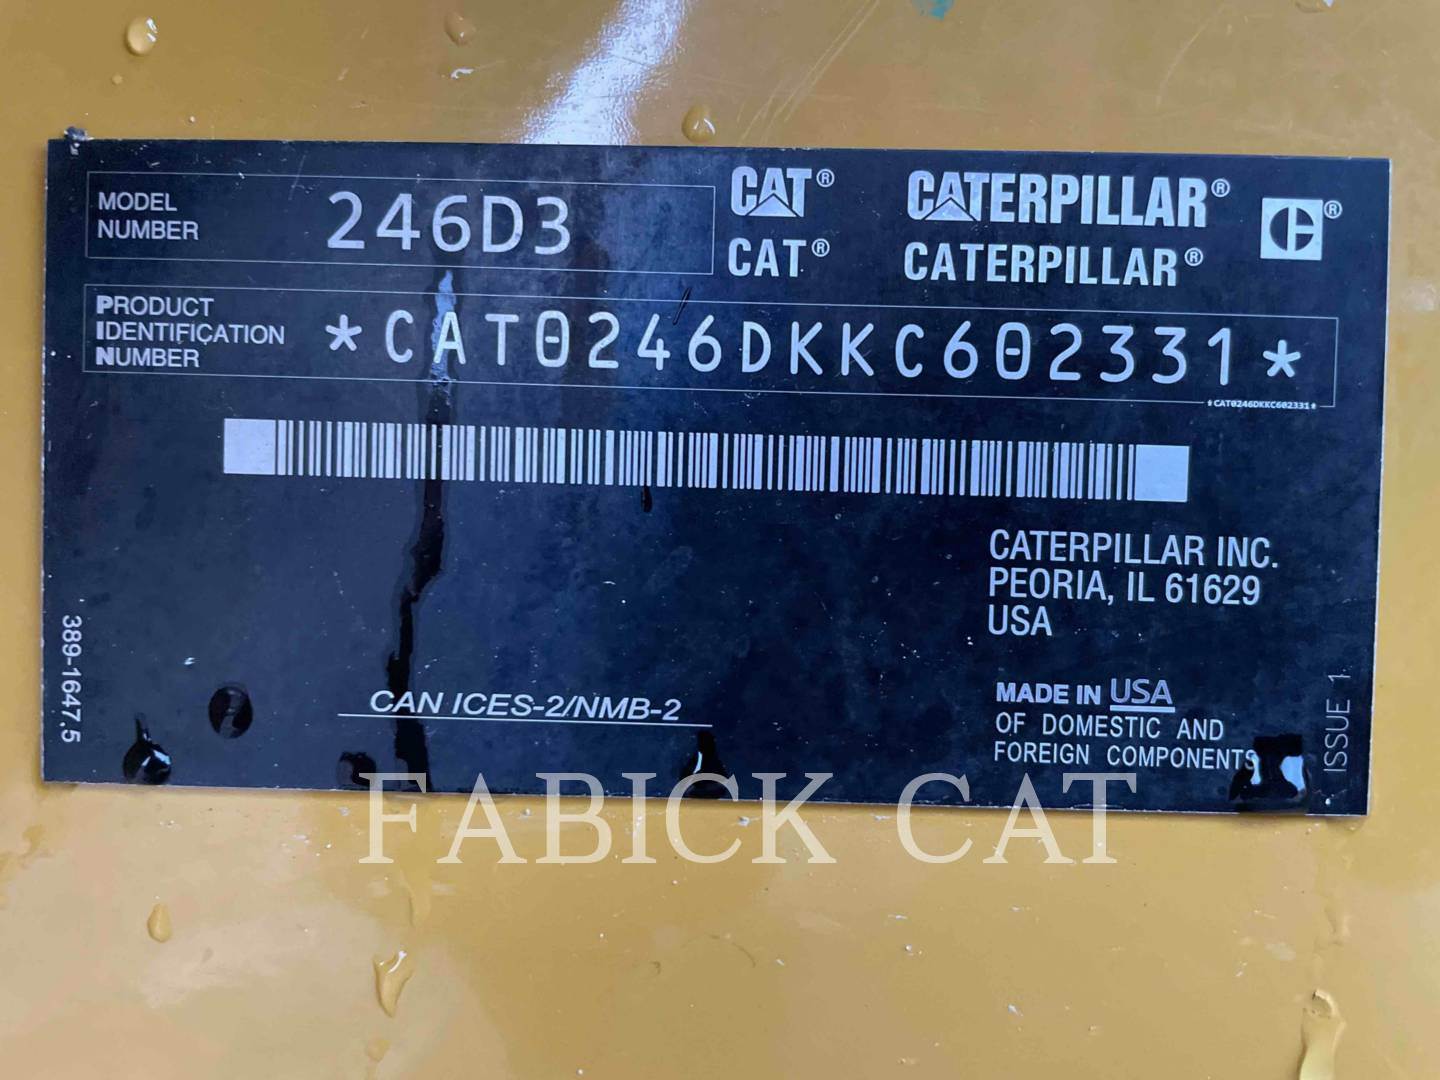 MODEL
NUMBER
246D3
CAT®
CATERPILLAR®
®
CAT®
CATERPILLAR®
PRODUCT
IDENTIFICATION
NUMBER
*CAT0246DKKC602331*
*CAT0246DKKC602331*
CATERPILLAR INC.
PEORIA, IL 61629
USA
CAN ICES-2/NMB-2
MADE IN USA
OF DOMESTIC AND
FOREIGN COMPONENTS
389-1647.5
ISSUE 1
FABICK CAT